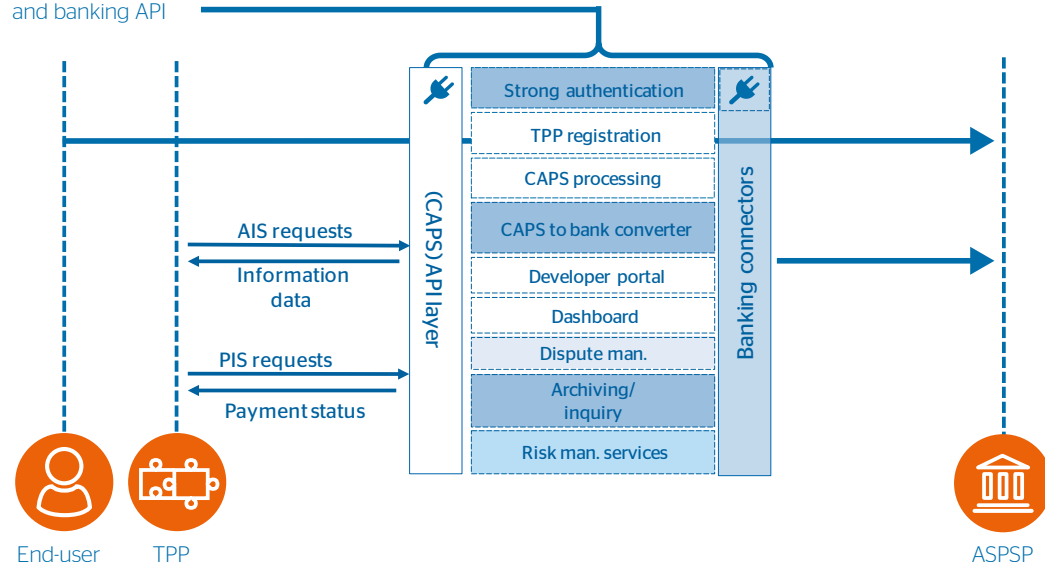 and banking API
Strong authentication
TPP registration
CAPS processing
CAPS to bank converter
Developer portal
Dashboard
Dispute man.
Archiving/
inquiry
Risk man. services
(CAPS) API layer
Banking connectors
AIS requests
Information
data
PIS requests
Payment status
End-user
TPP
ASPSP